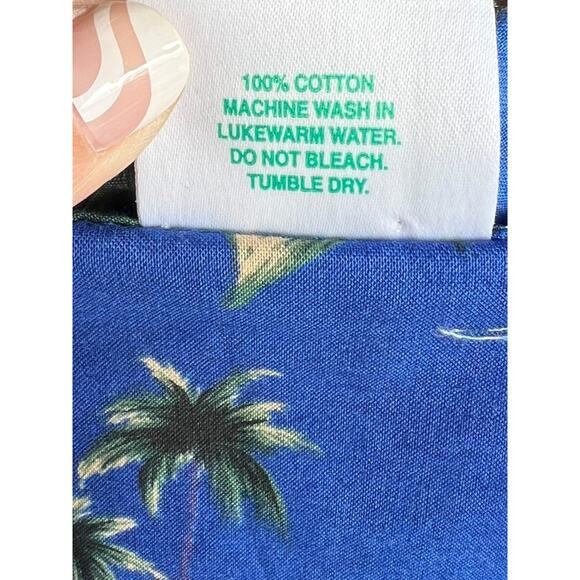 100% COTTON
MACHINE WASH IN
LUKEWARM WATER.
DO NOT BLEACH.
TUMBLE DRY.